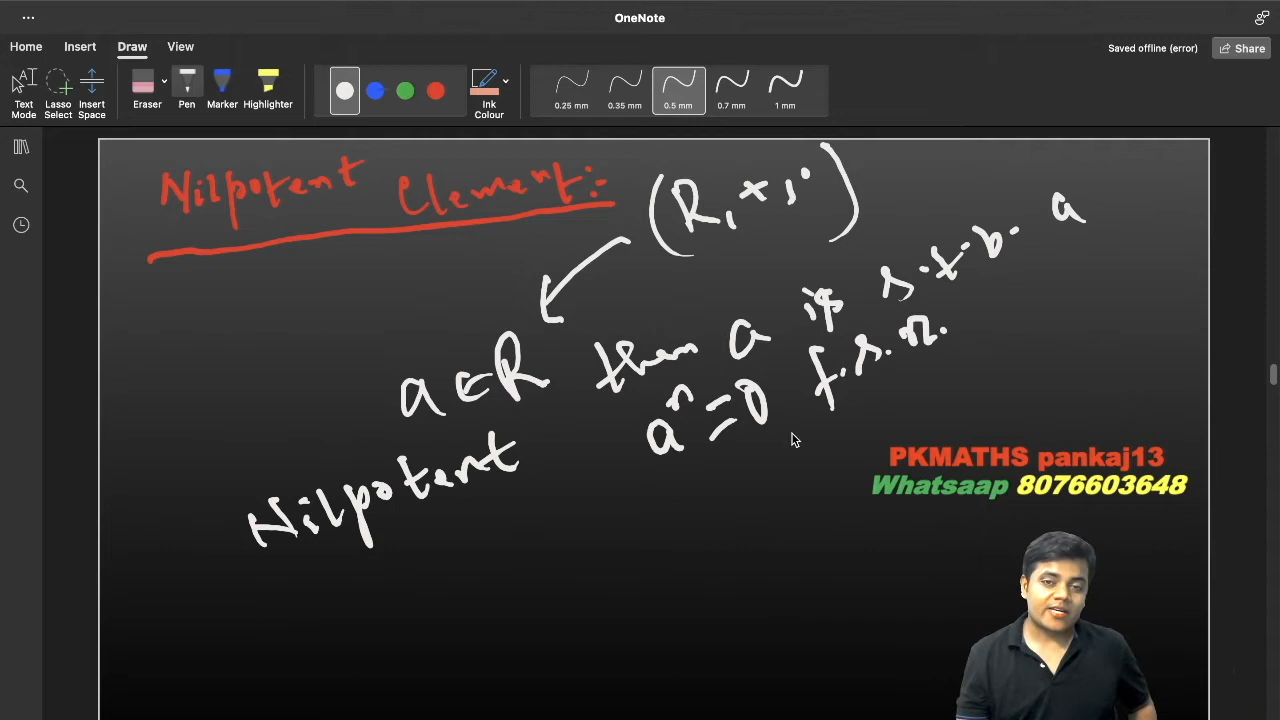 OneNote
Home Insert Draw View
Saved offline (error) Share
Text Mode
Lasso Select
Insert Space
Eraser
Pen
Marker
Highlighter
Ink Colour
0.25 mm
0.35 mm
0.5 mm
0.7 mm
1 mm
Nilpotent Element:-
(R, +, ·)
a ∈ R then a is s.t.b. a
Nilpotent aⁿ = 0 f.s.n.
PKMATHS pankaj13
Whatsaap 8076603648